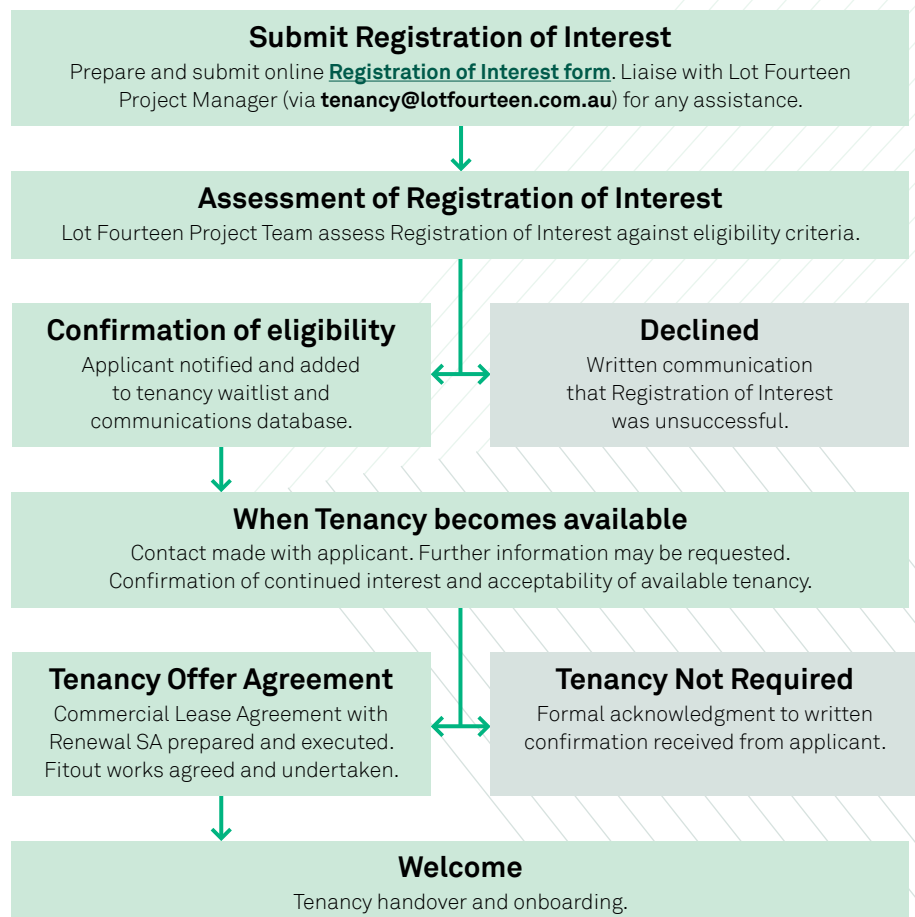 Submit Registration of Interest
Prepare and submit online Registration of Interest form. Liaise with Lot Fourteen
Project Manager (via tenancy@lotfourteen.com.au) for any assistance.
Assessment of Registration of Interest
Lot Fourteen Project Team assess Registration of Interest against eligibility criteria.
Confirmation of eligibility
Applicant notified and added
to tenancy waitlist and
communications database.
Declined
Written communication
that Registration of Interest
was unsuccessful.
When Tenancy becomes available
Contact made with applicant. Further information may be requested.
Confirmation of continued interest and acceptability of available tenancy.
Tenancy Offer Agreement
Commercial Lease Agreement with
Renewal SA prepared and executed.
Fitout works agreed and undertaken.
Tenancy Not Required
Formal acknowledgment to written
confirmation received from applicant.
Welcome
Tenancy handover and onboarding.